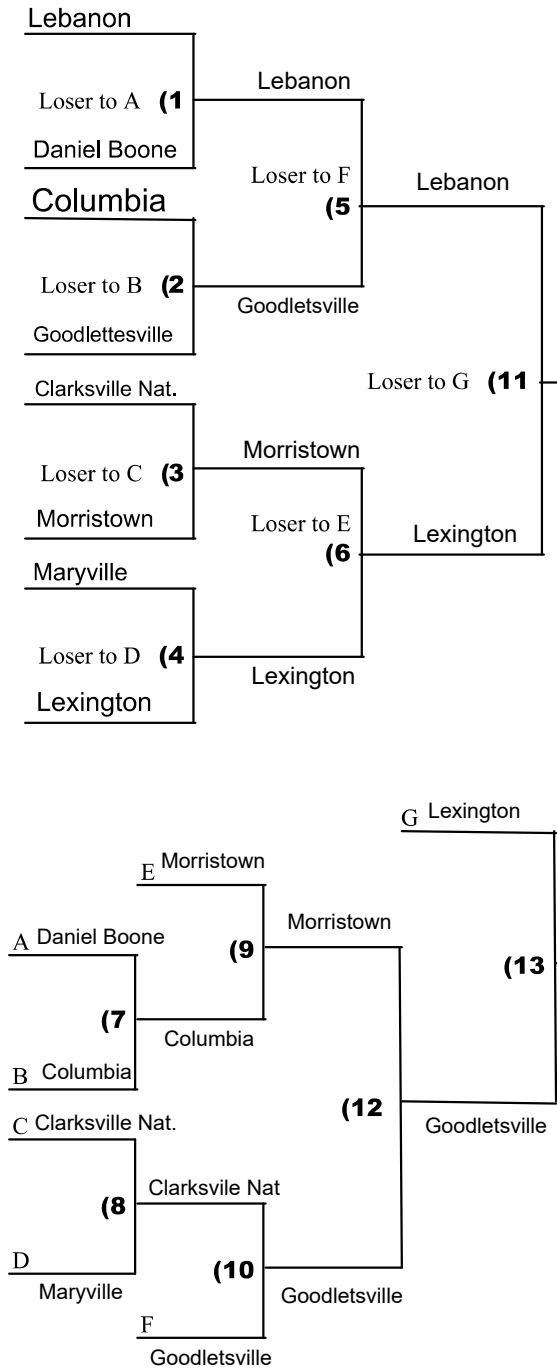 Lebanon
Lebanon
Loser to A (1
Daniel Boone
Loser to F
(5
Lebanon
Columbia
Loser to B (2
Goodletsville
Goodlettesville
Loser to G (11
Clarksville Nat.
Morristown
Loser to C (3
Morristown
Loser to E
(6
Lexington
Maryville
Loser to D (4
Lexington
Lexington
G Lexington
E Morristown
Morristown
A Daniel Boone
(9
(13
(7
Columbia
B Columbia
(12
Goodletsville
C Clarksville Nat.
Clarksvile Nat
(8
D
Maryville
(10
Goodletsville
F
Goodletsville